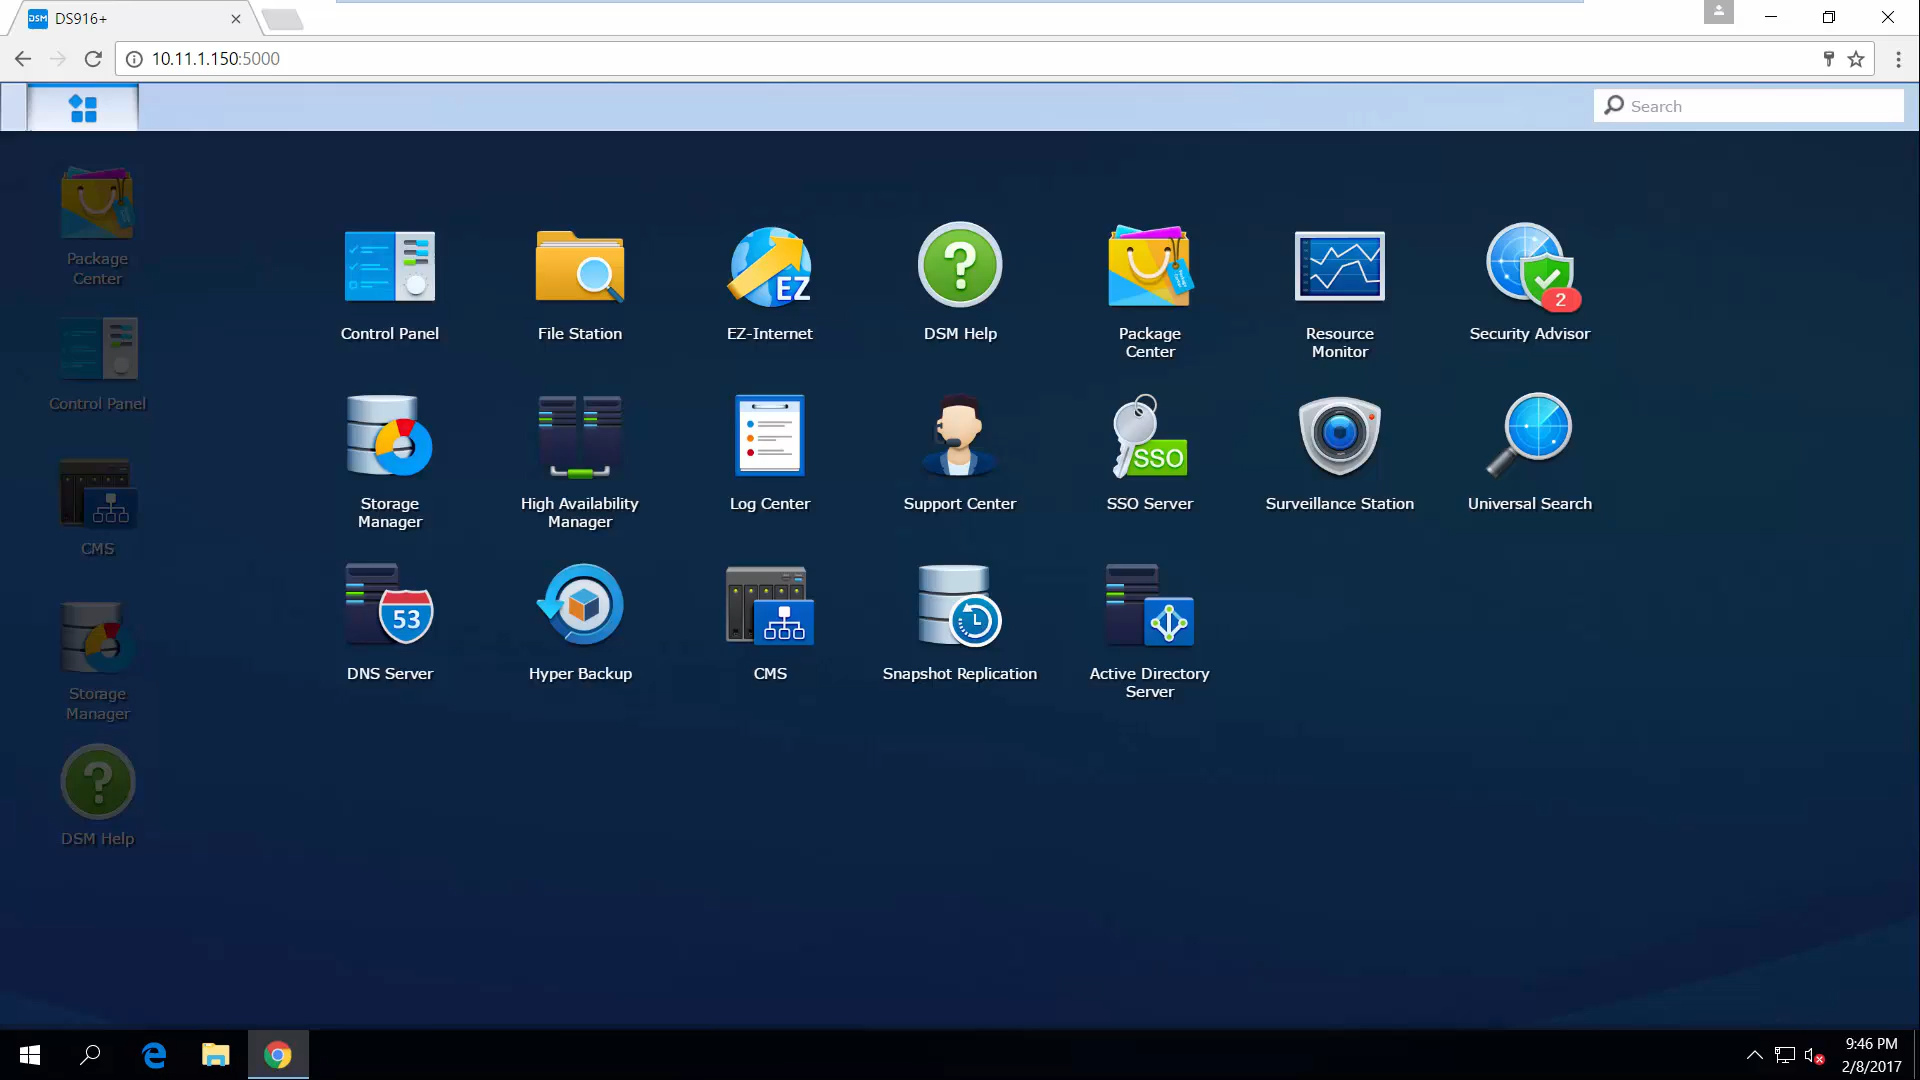 DSM DS916+
10.11.1.150:5000
Search
Package
Center
Control Panel
CMS
Storage
Manager
DSM Help
Control Panel
File Station
EZ
EZ-Internet
DSM Help
Package
Center
Resource
Monitor
2
Security Advisor
Storage
Manager
High Availability
Manager
Log Center
Support Center
SSO
SSO Server
Surveillance Station
Universal Search
53
DNS Server
Hyper Backup
CMS
Snapshot Replication
Active Directory
Server
9:46 PM
2/8/2017